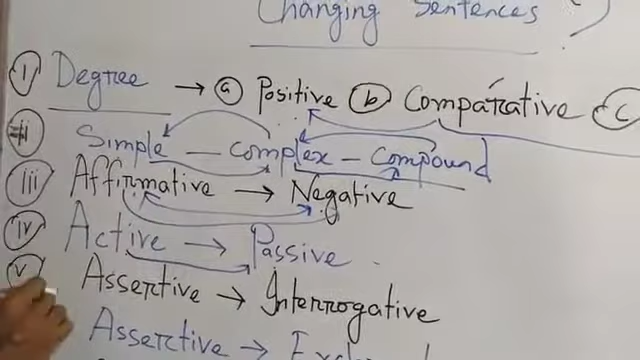 Changing Sentences
i Degree → a Positive b Comparative c
ii Simple – complex – Compound
iii Affirmative → Negative
iv Active → Passive
v Assertive → Interrogative
Assertive →